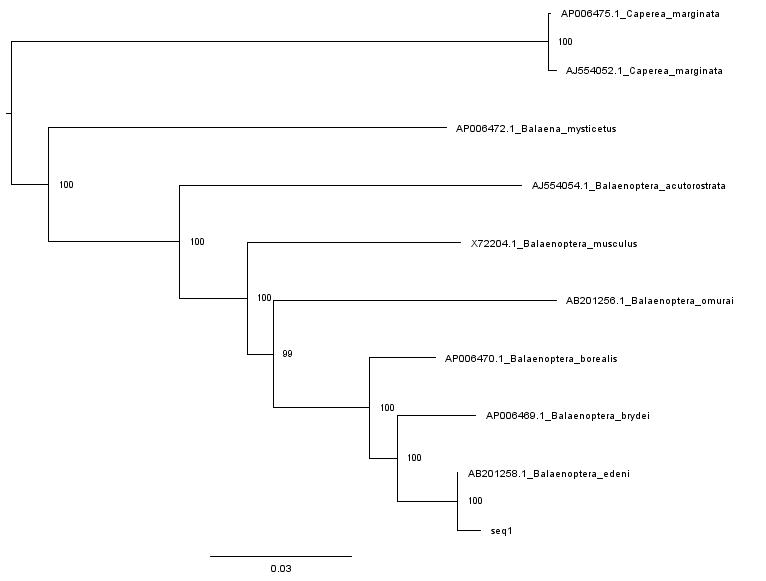 AP006475.1_Caperea_marginata
100
AJ554052.1_Caperea_marginata
AP006472.1_Balaena_mysticetus
100
AJ554054.1_Balaenoptera_acutorostrata
100
X72204.1_Balaenoptera_musculus
100
AB201256.1_Balaenoptera_omurai
99
AP006470.1_Balaenoptera_borealis
100
AP006469.1_Balaenoptera_brydei
100
AB201258.1_Balaenoptera_edeni
100
seq1
0.03